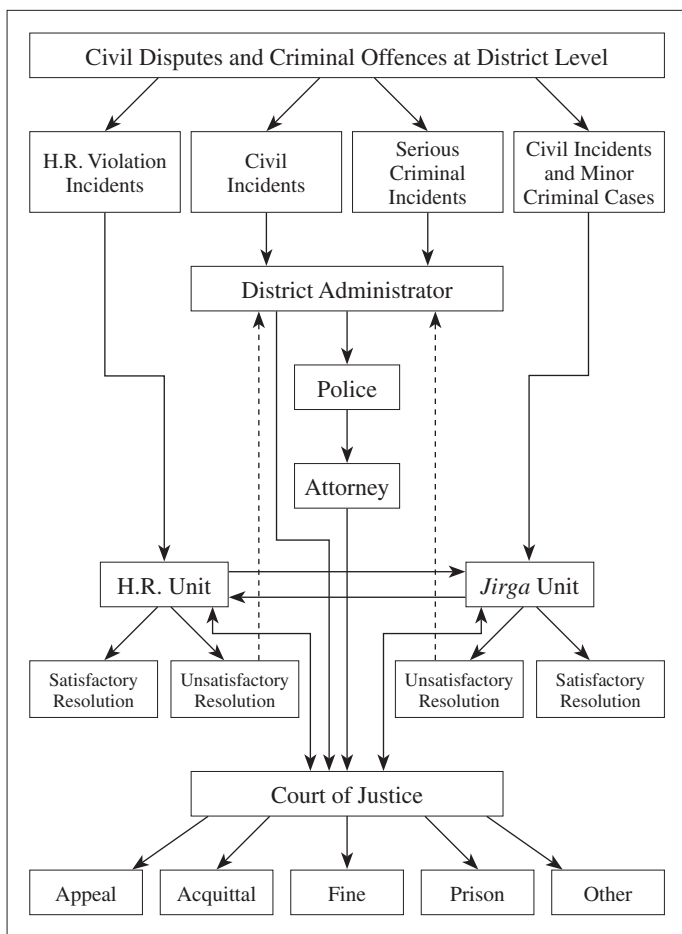 Civil Disputes and Criminal Offences at District Level
H.R. Violation
Incidents
Civil
Incidents
Serious
Criminal
Incidents
Civil Incidents
and Minor
Criminal Cases
District Administrator
Police
Attorney
H.R. Unit
Jirga Unit
Satisfactory
Resolution
Unsatisfactory
Resolution
Unsatisfactory
Resolution
Satisfactory
Resolution
Court of Justice
Appeal
Acquittal
Fine
Prison
Other